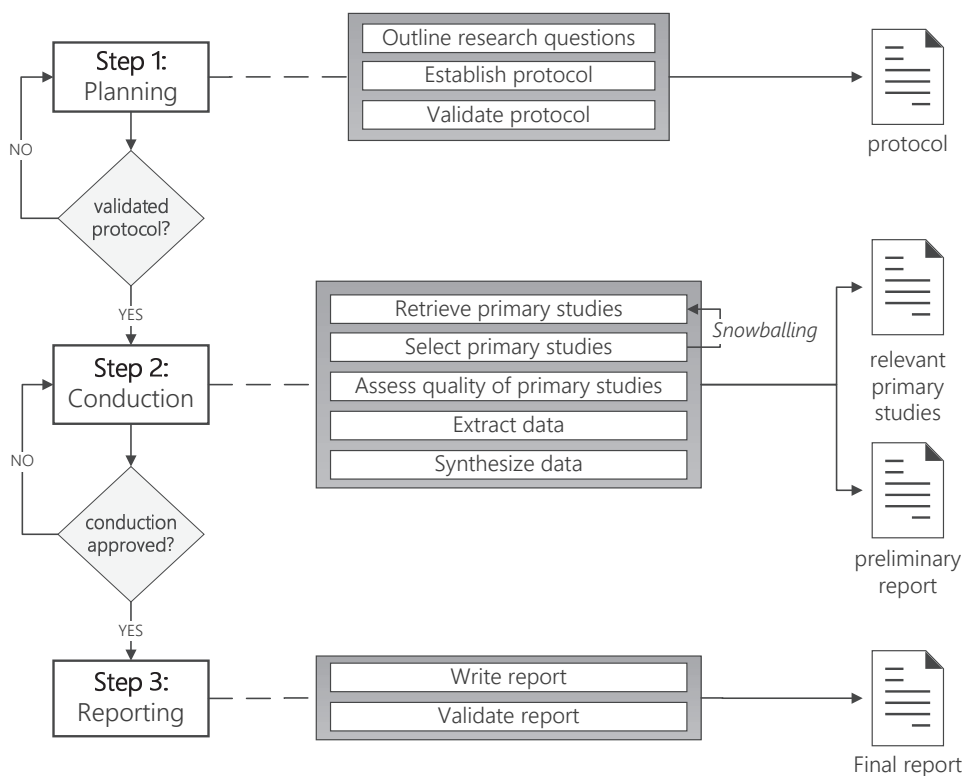 Step 1:
Planning
Outline research questions
Establish protocol
Validate protocol
protocol
NO
validated
protocol?
YES
Step 2:
Conduction
Retrieve primary studies
Select primary studies
Assess quality of primary studies
Extract data
Synthesize data
Snowballing
relevant
primary
studies
preliminary
report
NO
conduction
approved?
YES
Step 3:
Reporting
Write report
Validate report
Final report